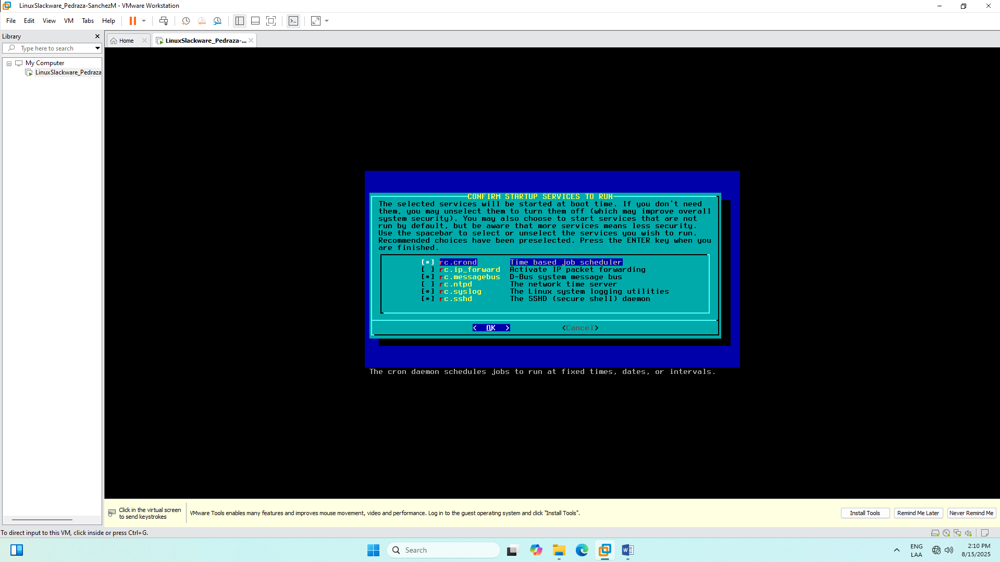 LinuxSlackware_Pedraza-SanchezM - VMware Workstation
File Edit View VM Tabs Help
Library
Type here to search
My Computer
LinuxSlackware_Pedraza
Home
LinuxSlackware_Pedraza-...
CONFIRM STARTUP SERVICES TO RUN
The selected services will be started at boot time. If you don't need
them, you may unselect them to turn them off (which may improve overall
system security). You may also choose to start services that are not
run by default, but be aware that more services means less security.
Use the spacebar to select or unselect the services you wish to run.
Recommended choices have been preselected. Press the ENTER key when you
are finished.
[*] rc.crond Time based job scheduler
[ ] rc.ip_forward Activate IP packet forwarding
[*] rc.messagebus D-Bus system message bus
[ ] rc.ntpd The network time server
[*] rc.syslog The Linux system logging utilities
[*] rc.sshd The SSHD (secure shell) daemon
< OK > <Cancel>
The cron daemon schedules jobs to run at fixed times, dates, or intervals.
Click in the virtual screen
to send keystrokes
VMware Tools enables many features and improves mouse movement, video and performance. Log in to the guest operating system and click "Install Tools".
Install Tools
Remind Me Later
Never Remind Me
To direct input to this VM, click inside or press Ctrl+G.
Search
ENG
LAA
2:10 PM
8/15/2025